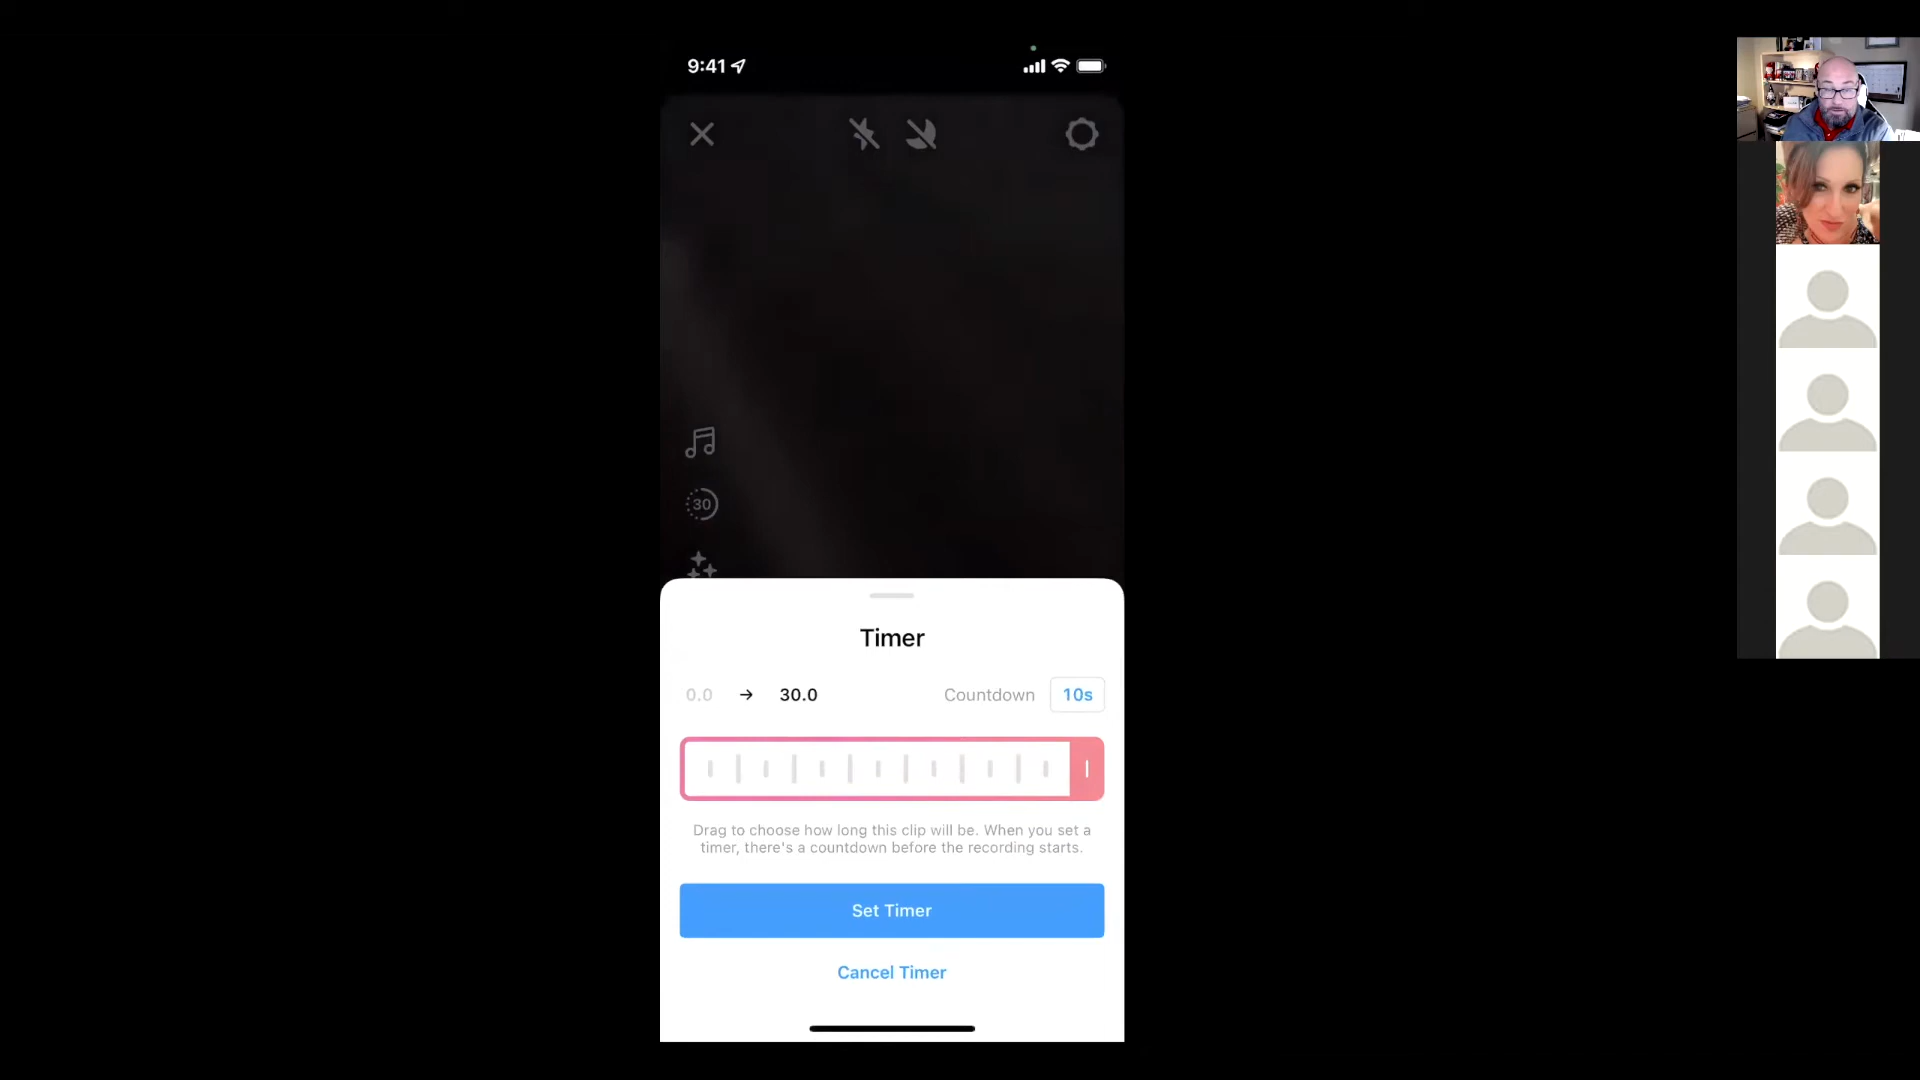 9:41
30
Timer
0.0 → 30.0 Countdown 10s
Drag to choose how long this clip will be. When you set a
timer, there's a countdown before the recording starts.
Set Timer
Cancel Timer